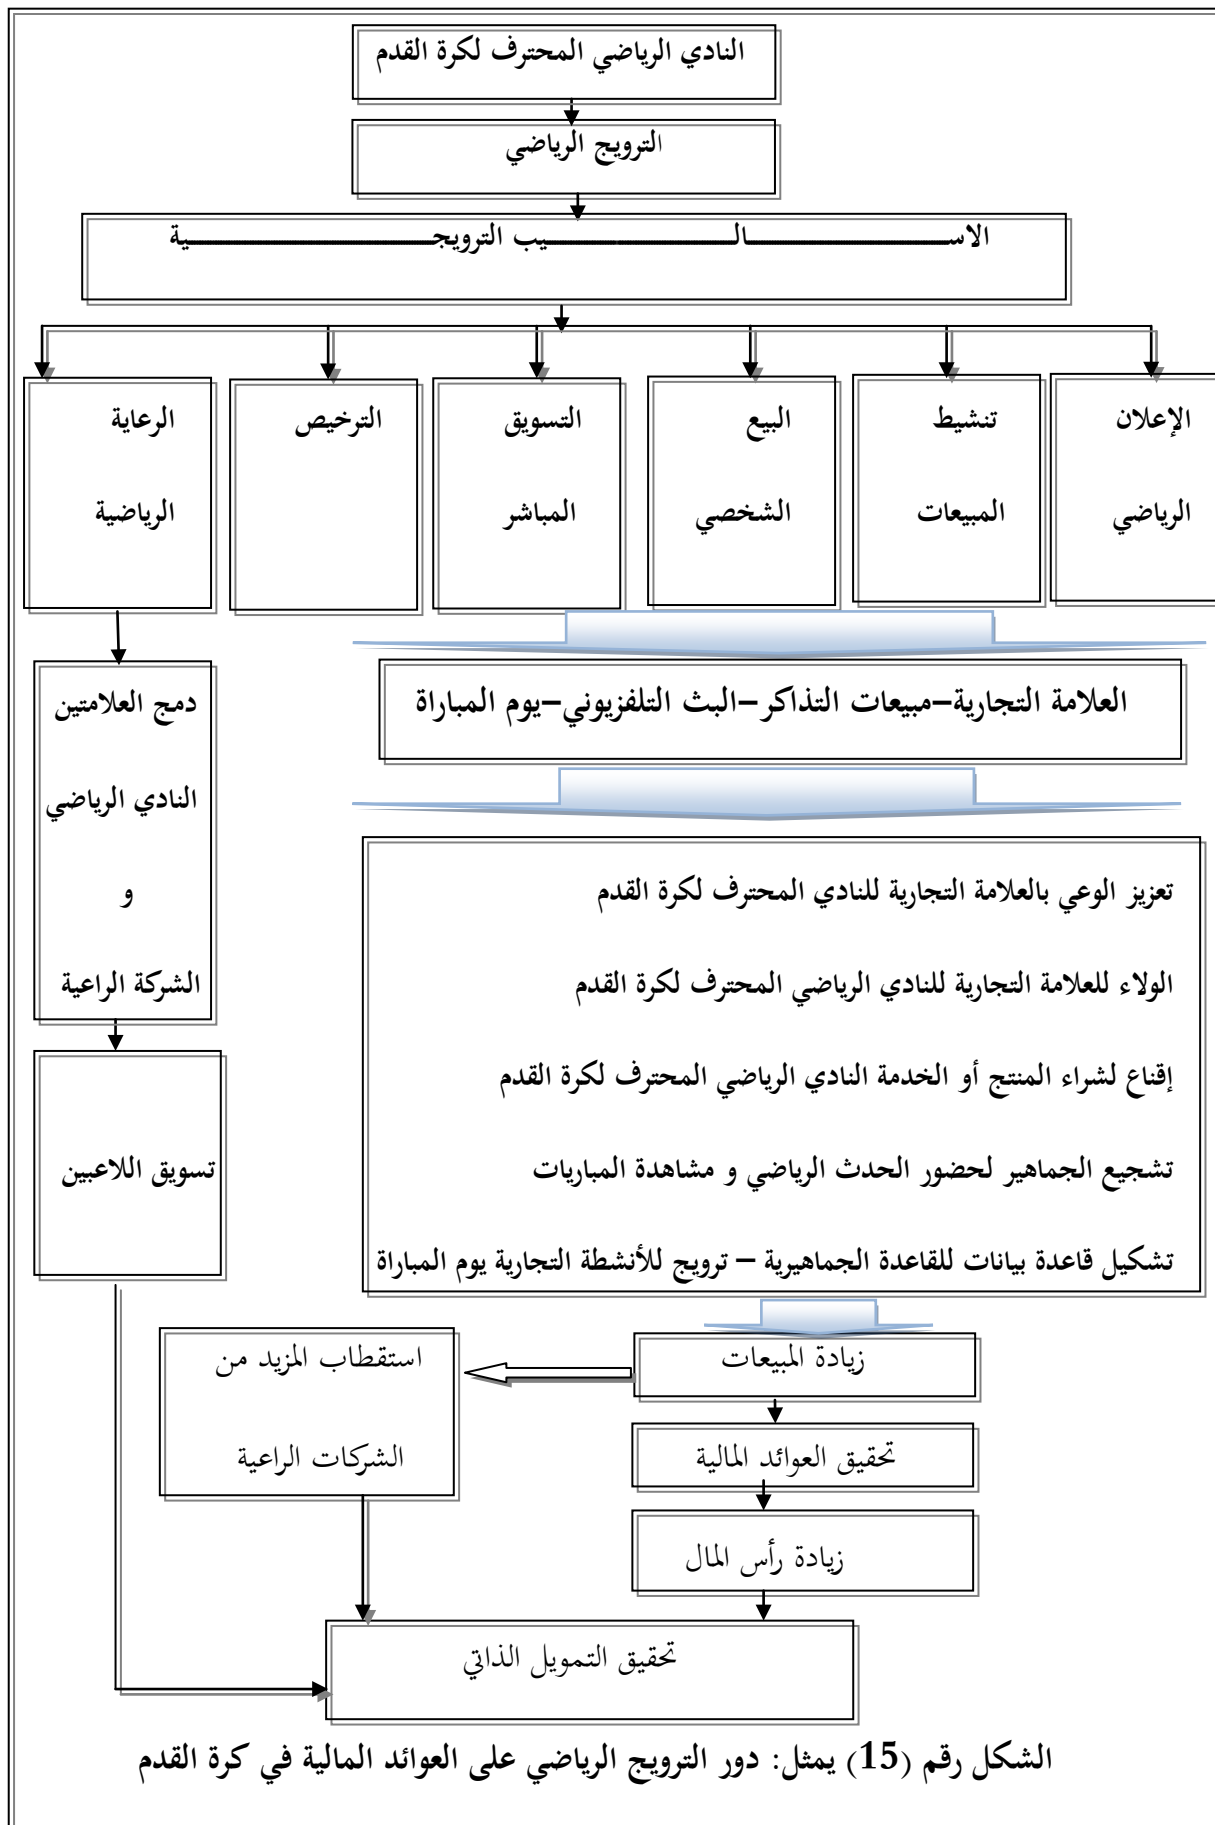 النادي الرياضي المحترف لكرة القدم
الترويج الرياضي
الاســـــــــاليـــــــــب الترويجـــــــــية
الإعلان
الرياضي
تنشيط
المبيعات
البيع
الشخصي
التسويق
المباشر
الترخيص
الرعاية
الرياضية
العلامة التجارية–مبيعات التذاكر–البث التلفزيوني–يوم المباراة
دمج العلامتين
النادي الرياضي
و
الشركة الراعية
تعزيز الوعي بالعلامة التجارية للنادي المحترف لكرة القدم
الولاء للعلامة التجارية للنادي الرياضي المحترف لكرة القدم
إقناع لشراء المنتج أو الخدمة النادي الرياضي المحترف لكرة القدم
تشجيع الجماهير لحضور الحدث الرياضي و مشاهدة المباريات
تشكيل قاعدة بيانات للقاعدة الجماهيرية – ترويج للأنشطة التجارية يوم المباراة
تسويق اللاعبين
زيادة المبيعات
استقطاب المزيد من
الشركات الراعية
تحقيق العوائد المالية
زيادة رأس المال
تحقيق التمويل الذاتي
الشكل رقم (15) يمثل: دور الترويج الرياضي على العوائد المالية في كرة القدم